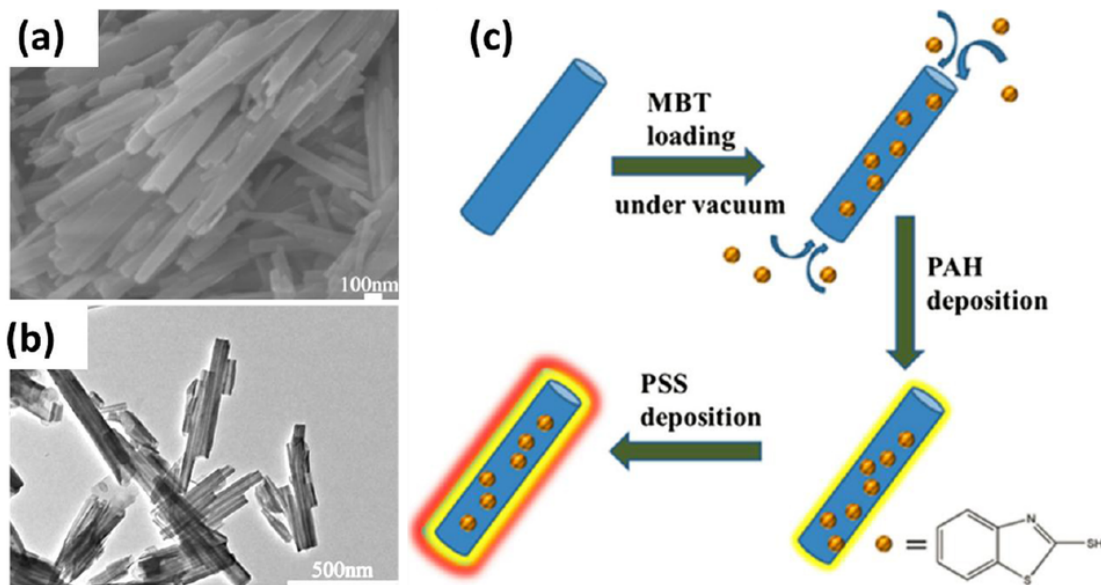 (a)
100nm
(b)
500nm
(c)
MBT
loading
under vacuum
PAH
deposition
PSS
deposition
=
N
SH
S